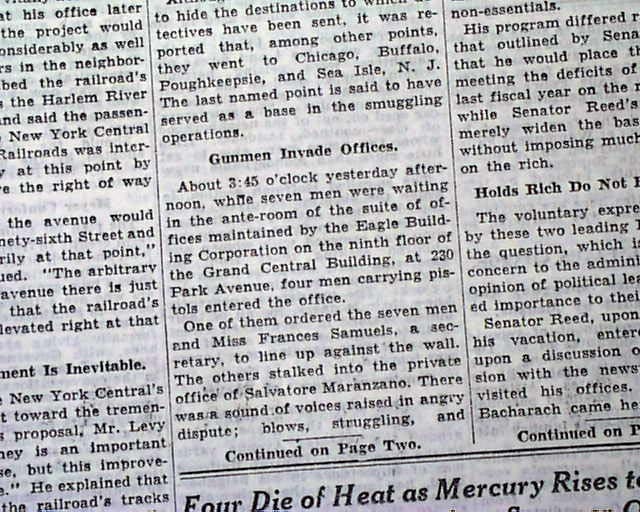 at his office later
the project would
onsiderably as well
rs in the neighbor-
bed the railroad's
s the Harlem River
nd said the passen-
New York Central
Railroads was inter-
y at this point by
e the right of way
the avenue would
nety-sixth Street and
rily at that point,"
ued. "The arbitrary
avenue there is just
that the railroad's
levated right at that
ment Is Inevitable.
New York Central's
t toward the tremen-
s proposal, Mr. Levy
ney is an important
se, but this improve-
e." He explained that
the railroad's tracks
to hide the destinations to which de-
tectives have been sent, it was re-
ported that, among other points,
they went to Chicago, Buffalo,
Poughkeepsie, and Sea Isle, N. J.
The last named point is said to have
served as a base in the smuggling
operations.
Gunmen Invade Offices.
About 3:45 o'clock yesterday after-
noon, while seven men were waiting
in the ante-room of the suite of of-
fices maintained by the Eagle Build-
ing Corporation on the ninth floor of
the Grand Central Building, at 230
Park Avenue, four men carrying pis-
tols entered the office.
One of them ordered the seven men
and Miss Frances Samuels, a sec-
retary, to line up against the wall.
The others stalked into the private
office of Salvatore Maranzano. There
was a sound of voices raised in angry
dispute; blows, struggling, and
Continued on Page Two.
non-essentials.
His program differed
that outlined by Sena
that he would place th
meeting the deficits of
last fiscal year on the r
while Senator Reed's
merely widen the bas
without imposing much
on the rich.
Holds Rich Do Not
The voluntary expre
by these two leading
the question, which i
concern to the admini
opinion of political lea
ed importance to thei
Senator Reed, upon
his vacation, entere
upon a discussion o
sion with the news
visited his offices.
Bacharach came he
Continued on P
Four Die of Heat as Mercury Rises to